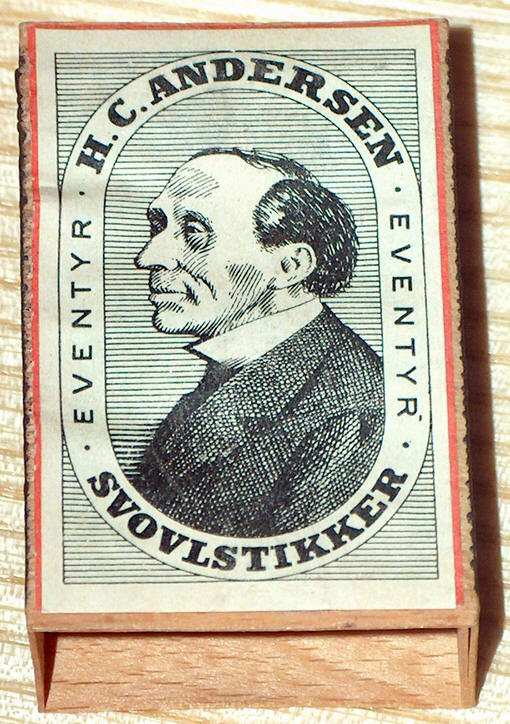 H.C. ANDERSEN
EVENTYR
EVENTYR
SVOVLSTIKKER